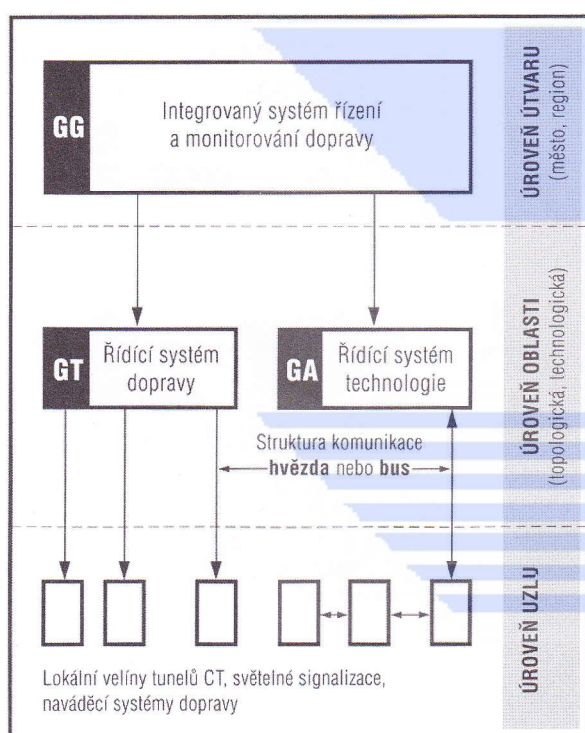 GG
Integrovaný systém řízení
a monitorování dopravy
ÚROVEŇ ÚTVARU
(město, region)
GT
Řídící systém
dopravy
GA
Řídící systém
technologie
ÚROVEŇ OBLASTI
(topologická, technologická)
Struktura komunikace
hvězda nebo bus
ÚROVEŇ UZLU
Lokální velíny tunelů CT, světelné signalizace,
naváděcí systémy dopravy